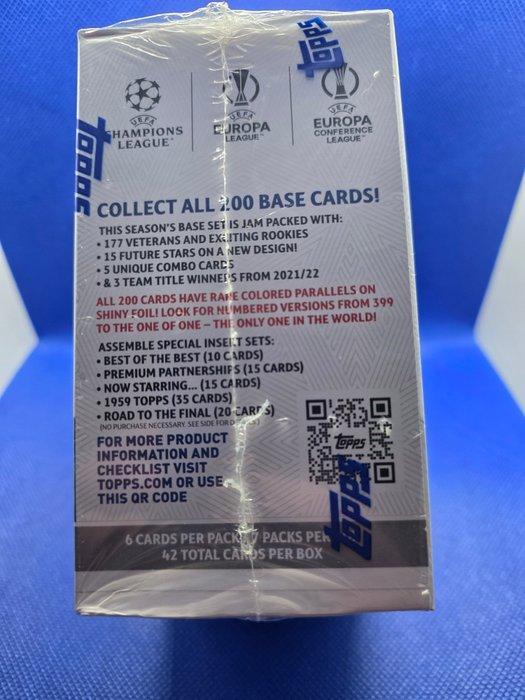 topps
UEFA
CHAMPIONS
LEAGUE™
UEFA
EUROPA
LEAGUE™
UEFA
EUROPA
CONFERENCE
LEAGUE™
topps
COLLECT ALL 200 BASE CARDS!
THIS SEASON'S BASE SET IS JAM PACKED WITH:
• 177 VETERANS AND EXCITING ROOKIES
• 15 FUTURE STARS ON A NEW DESIGN!
• 5 UNIQUE COMBO CARDS
• & 3 TEAM TITLE WINNERS FROM 2021/22
ALL 200 CARDS HAVE RARE COLORED PARALLELS ON
SHINY FOIL! LOOK FOR NUMBERED VERSIONS FROM 399
TO THE ONE OF ONE – THE ONLY ONE IN THE WORLD!
ASSEMBLE SPECIAL INSERT SETS:
• BEST OF THE BEST (10 CARDS)
• PREMIUM PARTNERSHIPS (15 CARDS)
• NOW STARRING... (15 CARDS)
• 1959 TOPPS (35 CARDS)
• ROAD TO THE FINAL (20 CARDS)
(NO PURCHASE NECESSARY. SEE SIDE FOR DETAILS)
FOR MORE PRODUCT
INFORMATION AND
CHECKLIST VISIT
TOPPS.COM OR USE
THIS QR CODE
topps
topps
6 CARDS PER PACK 7 PACKS PER
42 TOTAL CARDS PER BOX